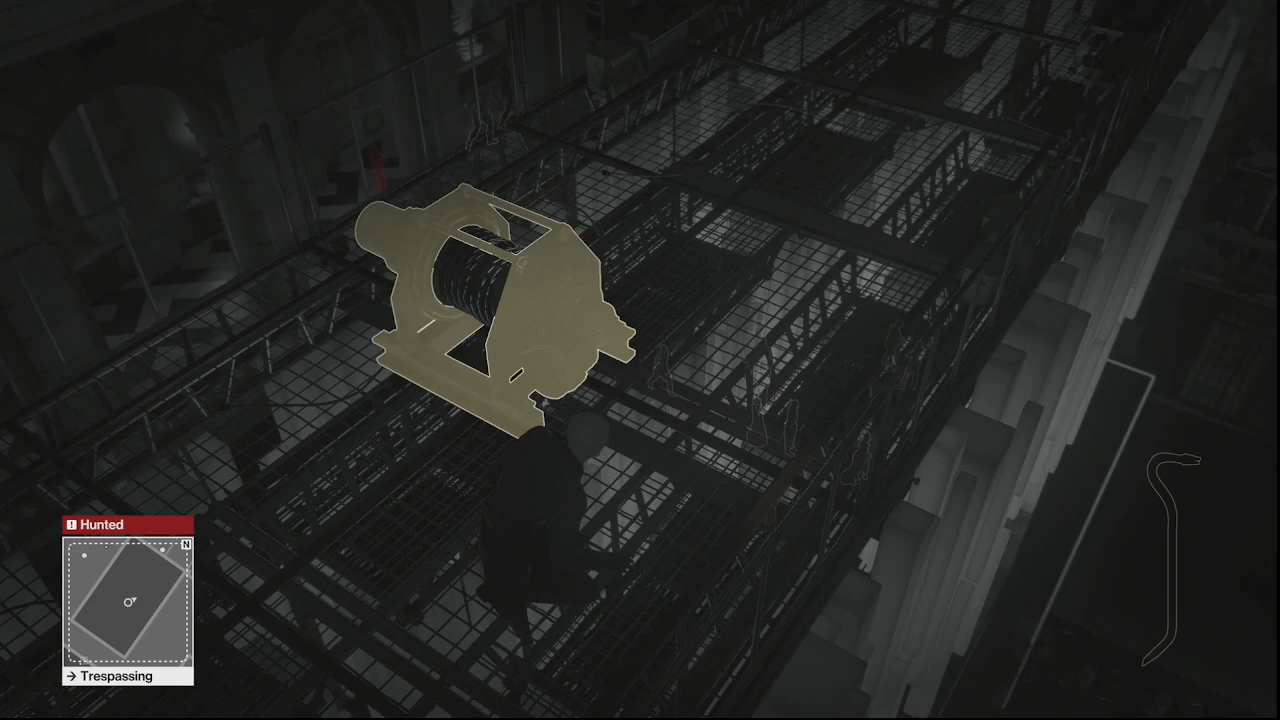 ! Hunted
N
→ Trespassing